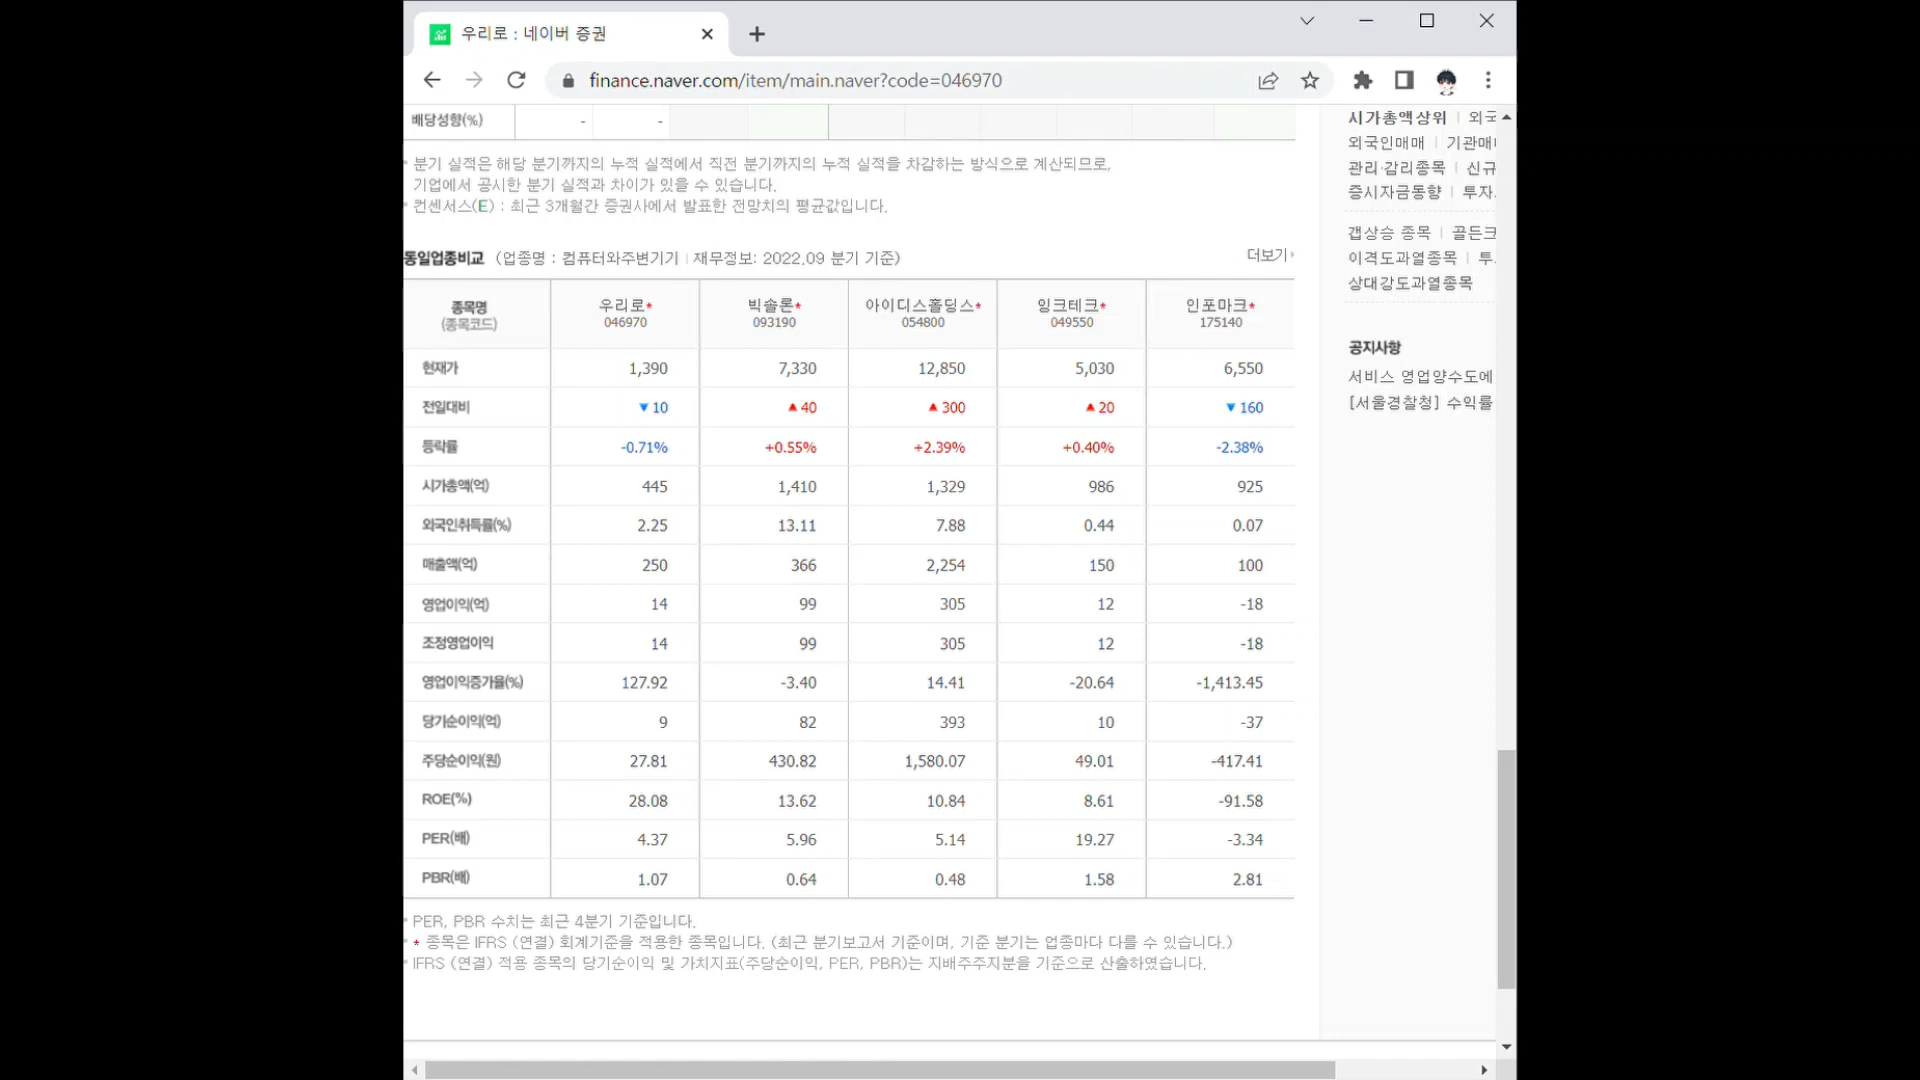 우리로 : 네이버 증권
finance.naver.com/item/main.naver?code=046970
배당성향(%) - -
분기 실적은 해당 분기까지의 누적 실적에서 직전 분기까지의 누적 실적을 차감하는 방식으로 계산되므로,
기업에서 공시한 분기 실적과 차이가 있을 수 있습니다.
컨센서스(E) : 최근 3개월간 증권사에서 발표한 전망치의 평균값입니다.
동일업종비교 (업종명 : 컴퓨터와주변기기 | 재무정보: 2022.09 분기 기준) 더보기
종목명 우리로* 빅솔론* 아이디스홀딩스* 잉크테크* 인포마크*
(종목코드) 046970 093190 054800 049550 175140
현재가 1,390 7,330 12,850 5,030 6,550
전일대비 ▼10 ▲40 ▲300 ▲20 ▼160
등락률 -0.71% +0.55% +2.39% +0.40% -2.38%
시가총액(억) 445 1,410 1,329 986 925
외국인취득률(%) 2.25 13.11 7.88 0.44 0.07
매출액(억) 250 366 2,254 150 100
영업이익(억) 14 99 305 12 -18
조정영업이익 14 99 305 12 -18
영업이익증가율(%) 127.92 -3.40 14.41 -20.64 -1,413.45
당기순이익(억) 9 82 393 10 -37
주당순이익(원) 27.81 430.82 1,580.07 49.01 -417.41
ROE(%) 28.08 13.62 10.84 8.61 -91.58
PER(배) 4.37 5.96 5.14 19.27 -3.34
PBR(배) 1.07 0.64 0.48 1.58 2.81
PER, PBR 수치는 최근 4분기 기준입니다.
* 종목은 IFRS (연결) 회계기준을 적용한 종목입니다. (최근 분기보고서 기준이며, 기준 분기는 업종마다 다를 수 있습니다.)
IFRS (연결) 적용 종목의 당기순이익 및 가치지표(주당순이익, PER, PBR)는 지배주주지분을 기준으로 산출하였습니다.
시가총액상위 | 외국
외국인매매 | 기관매
관리·감리종목 | 신규
증시자금동향 | 투자
갭상승 종목 | 골든크
이격도과열종목 | 투
상대강도과열종목
공지사항
서비스 영업양수도에
[서울경찰청] 수익률